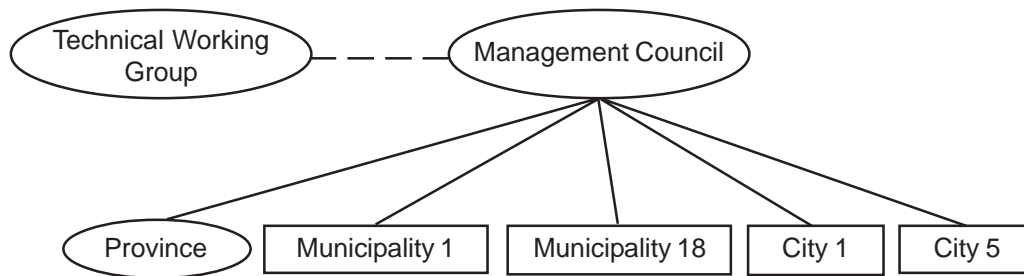 Technical Working
Group
Management Council
Province
Municipality 1
Municipality 18
City 1
City 5